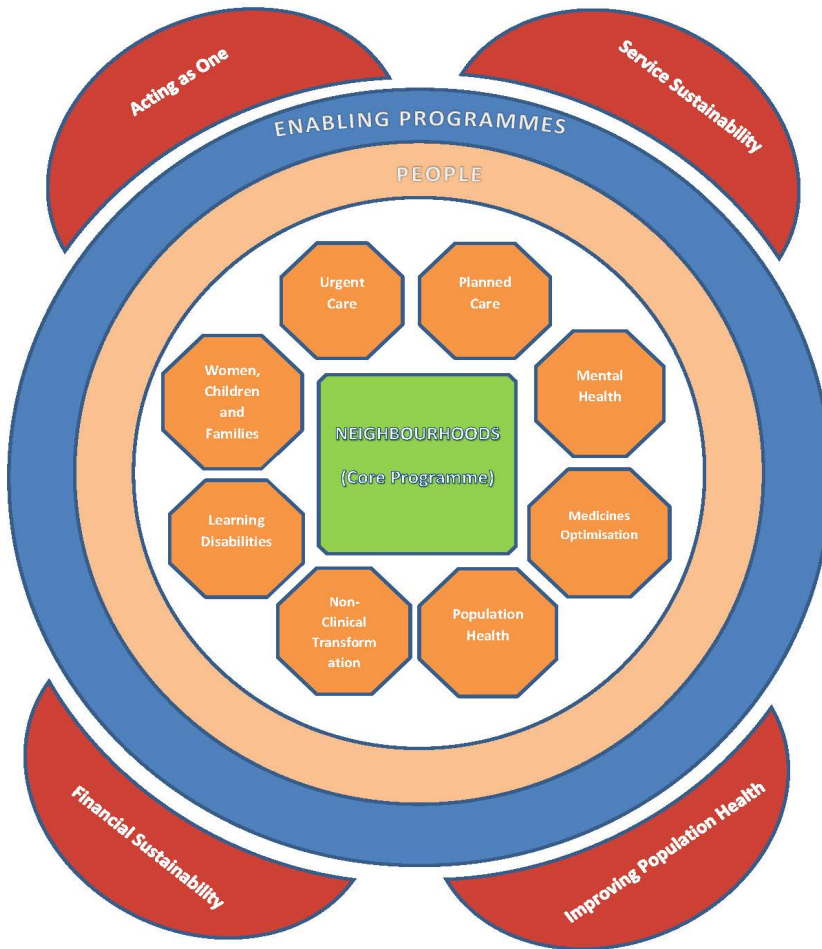 Acting as One
Service Sustainability
ENABLING PROGRAMMES
PEOPLE
Urgent
Care
Planned
Care
Women,
Children
and
Families
Mental
Health
NEIGHBOURHOODS
(Core Programme)
Learning
Disabilities
Medicines
Optimisation
Non-
Clinical
Transform
ation
Population
Health
Financial Sustainability
Improving Population Health